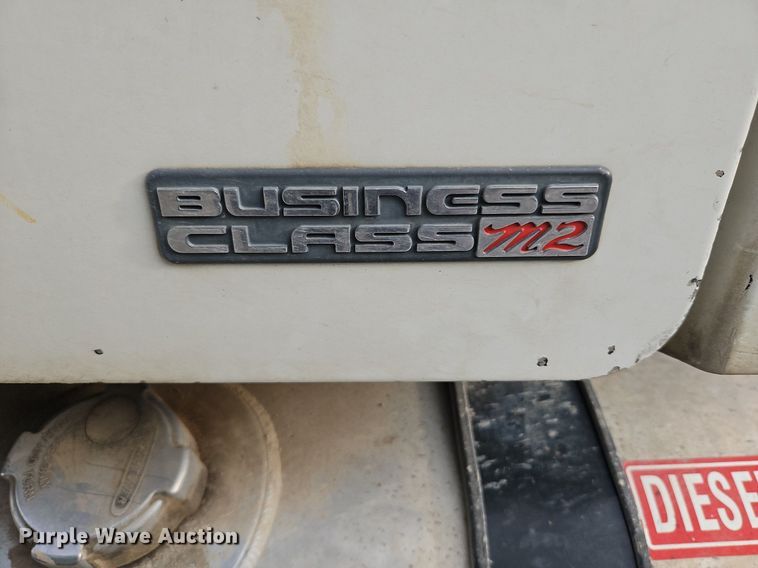 BUSINESS
CLASS M2
DIESE
Purple Wave Auction